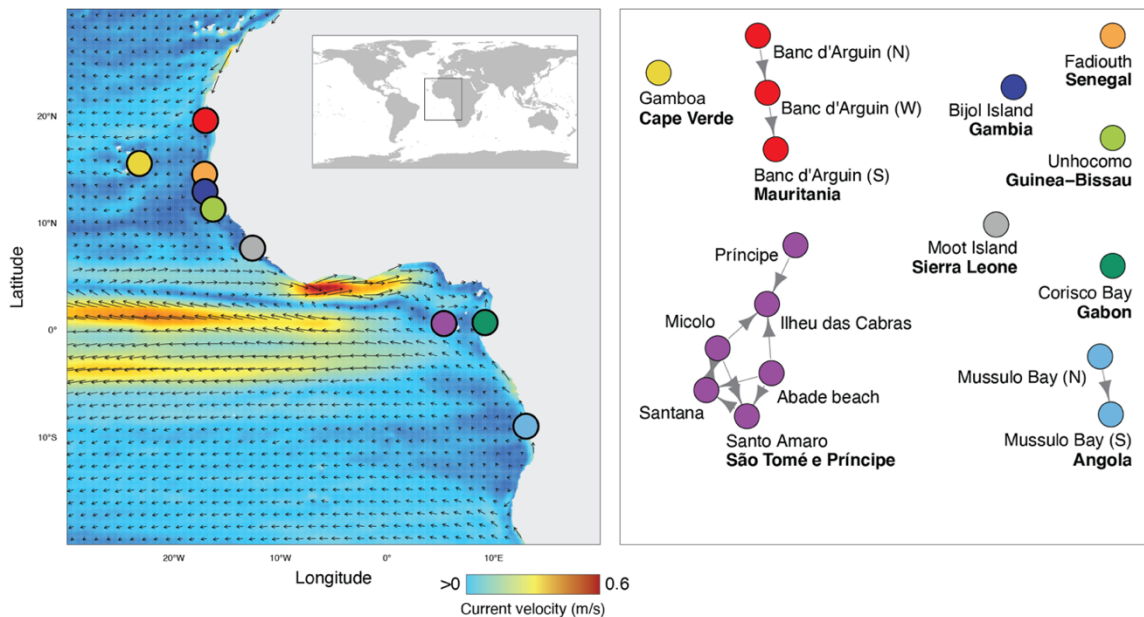 20°N
10°N
0°
10°S
Latitude
20°W
10°W
0°
10°E
Longitude
>0
0.6
Current velocity (m/s)
Gamboa
Cape Verde
Banc d'Arguin (N)
Banc d'Arguin (W)
Banc d'Arguin (S)
Mauritania
Fadiouth
Senegal
Bijol Island
Gambia
Unhocomo
Guinea–Bissau
Moot Island
Sierra Leone
Corisco Bay
Gabon
Príncipe
Ilheu das Cabras
Micolo
Abade beach
Santana
Santo Amaro
São Tomé e Príncipe
Mussulo Bay (N)
Mussulo Bay (S)
Angola